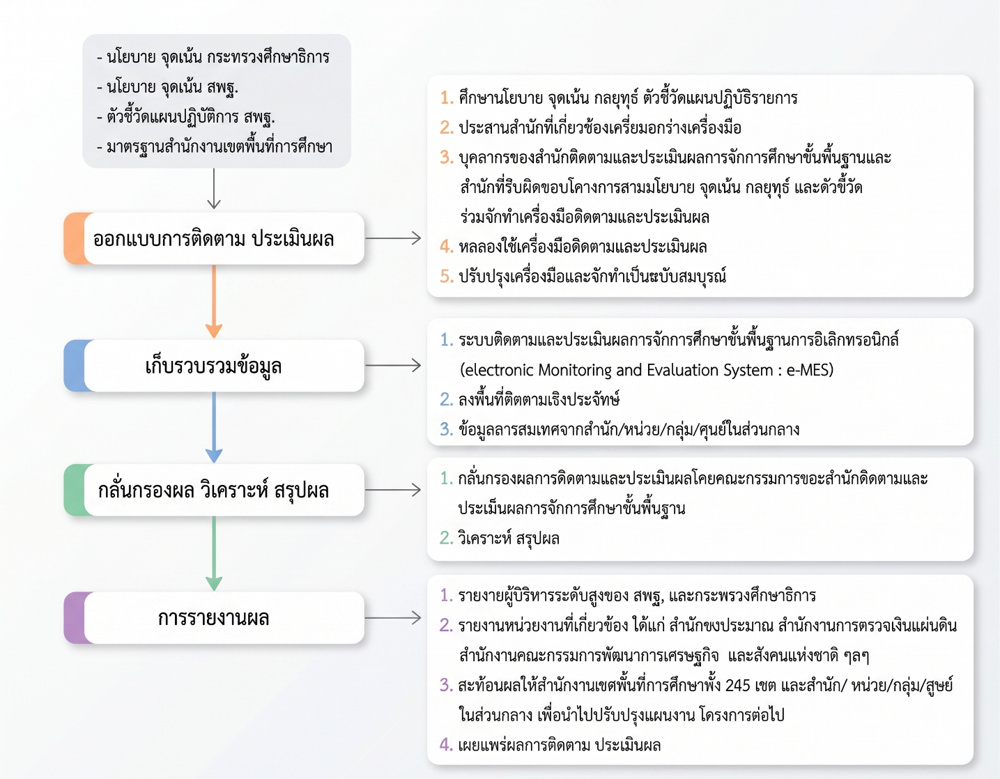 - นโยบาย จุดเน้น กระทรวงศึกษาธิการ
- นโยบาย จุดเน้น สพฐ.
- ตัวชี้วัดแผนปฏิบัติการ สพฐ.
- มาตรฐานสำนักงานเขตพื้นที่การศึกษา
ออกแบบการติดตาม ประเมินผล
1. ศึกษานโยบาย จุดเน้น กลยุทธ์ ตัวชี้วัดแผนปฏิบัธิรายการ
2. ประสานสำนักที่เกี่ยวช้องเครี่ยมอกร่างเครื่องมือ
3. บุคลากรของสำนักติดตามและประเมินผลการจักการศึกษาขั้นพื้นฐานและ
สำนักที่รึบผิดขอบโคางการสามมโยบาย จุดเน้น กลยุทุธ์ และดัวขี้วัด
ร่วมจักทำเครื่องมือดิดตามและประเมินผล
4. หลลองใช้เครื่องมือดิดตามและประเมินผล
5. ปรับปรุงเครื่องมือและจักทำเป็นฃบับสมบุรณ์
เก็บรวบรวมข้อมูล
1. ระบบติดตามและประเมินผลการจักการศึกษาขั้นพื้นฐานการอิเลิกทรอนิกล์
(electronic Monitoring and Evaluation System : e-MES)
2. ลงพื้นที่ติตตามเธิงประจัทษ์
3. ข้อมูลลารสมเทศจากสำนัก/หน่วย/กลุ่ม/ศุนย์ในส่วนกลาง
กลั่นกรองผล วิเคราะห์ สรุปผล
1. กลั่นกรองผลการดิดตามและประเมินผลโคยคณะกรรมการขอะสำนักดิดตามและ
ประเม็นผลการจักการศึกษาชั้นพื้นฐาน
2. วิเคราะห์ สรุปผล
การรายงานผล
1. รายงายผู้บิริหารระดับสูงของ สพฐ, และกระพรวงศึกษาธิการ
2. รายงานหน่วยงานที่เกี่ยวข้อง ใด้แก่ สำนักขงประมาณ สำนักงานการตรวจเงินแผ่นดิน
สำนักงานคณะกรรมการพัฒนาการเศรษฐกิจ และสังคนแห่งชาดิ ๆลๆ
3. สะท้อนผลให้สำนักงานเชศพั้นที่การศึกษาพั้ง 245 เชต และสำนัก/ หน่วย/กลุ่ม/สูษย์
ในส่วนกลาง เพื่อนำไปปรับปรุงแผนงาน โดรงการต่อไป
4. เผยแพร่ผลการติดตาม ประเมินผล